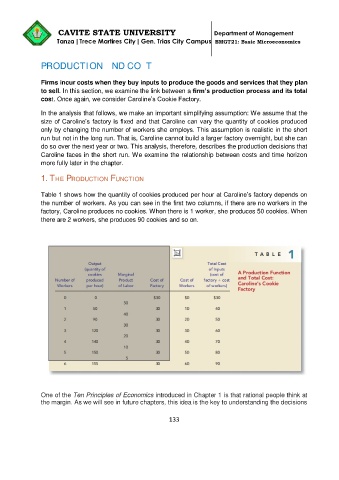 CAVITE STATE UNIVERSITY
Department of Management
Tanza | Trece Martires City | Gen. Trias City Campus
BMGT21: Basic Microeconomics
PRODUCTION ND CO T
Firms incur costs when they buy inputs to produce the goods and services that they plan
to sell. In this section, we examine the link between a firm's production process and its total
cost. Once again, we consider Caroline's Cookie Factory.
In the analysis that follows, we make an important simplifying assumption: We assume that the
size of Caroline's factory is fixed and that Caroline can vary the quantity of cookies produced
only by changing the number of workers she employs. This assumption is realistic in the short
run but not in the long run. That is, Caroline cannot build a larger factory overnight, but she can
do so over the next year or two. This analysis, therefore, describes the production decisions that
Caroline faces in the short run. We examine the relationship between costs and time horizon
more fully later in the chapter.
1. THE PRODUCTION FUNCTION
Table 1 shows how the quantity of cookies produced per hour at Caroline's factory depends on
the number of workers. As you can see in the first two columns, if there are no workers in the
factory, Caroline produces no cookies. When there is 1 worker, she produces 50 cookies. When
there are 2 workers, she produces 90 cookies and so on.
TABLE 1
A Production Function
and Total Cost:
Caroline's Cookie
Factory
Output Total Cost
(quantity of of Inputs
cookies Marginal (cost of
Number of produced Product Cost of Cost of factory + cost
Workers per hour) of Labor Factory Workers of workers)
0 0 $30 $0 $30
50
1 50 30 10 40
40
2 90 30 20 50
30
3 120 30 30 60
20
4 140 30 40 70
10
5 150 30 50 80
5
6 155 30 60 90
One of the Ten Principles of Economics introduced in Chapter 1 is that rational people think at
the margin. As we will see in future chapters, this idea is the key to understanding the decisions
133